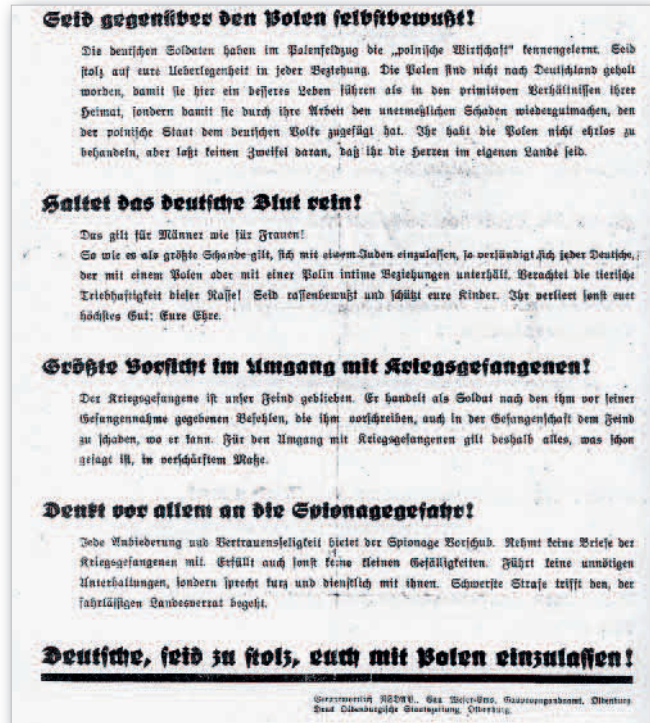 Seid gegenüber den Polen selbstbewußt!
Die deutschen Soldaten haben im Polenfeldzug die „polnische Wirtschaft" kennengelernt. Seid
stolz auf eure Ueberlegenheit in jeder Beziehung. Die Polen sind nicht nach Deutschland geholt
worden, damit sie hier ein besseres Leben führen als in den primitiven Verhältnissen ihrer
Heimat, sondern damit sie durch ihre Arbeit den unermeßlichen Schaden wiedergutmachen, den
der polnische Staat dem deutschen Volke zugefügt hat. Ihr habt die Polen nicht ehrlos zu
behandeln, aber laßt keinen Zweifel daran, daß ihr die Herren im eigenen Lande seid.
Haltet das deutsche Blut rein!
Das gilt für Männer wie für Frauen!
So wie es als größte Schande gilt, sich mit einem Juden einzulassen, so versündigt sich jeder Deutsche,
der mit einem Polen oder mit einer Polin intime Beziehungen unterhält. Verachtet die tierische
Triebhaftigkeit dieser Rasse! Seid rassenbewußt und schützt eure Kinder. Ihr verliert sonst euer
höchstes Gut: Eure Ehre.
Größte Vorsicht im Umgang mit Kriegsgefangenen!
Der Kriegsgefangene ist unser Feind geblieben. Er handelt als Soldat nach den ihm vor seiner
Gefangennahme gegebenen Befehlen, die ihm vorschreiben, auch in der Gefangenschaft dem Feind
zu schaden, wo er kann. Für den Umgang mit Kriegsgefangenen gilt deshalb alles, was schon
gesagt ist, in verschärftem Maße.
Denkt vor allem an die Spionagegefahr!
Jede Anbiederung und Vertrauensseligkeit bietet der Spionage Vorschub. Nehmt keine Briefe der
Kriegsgefangenen mit. Erfüllt auch sonst keine kleinen Gefälligkeiten. Führt keine unnötigen
Unterhaltungen, sondern sprecht kurz und dienstlich mit ihnen. Schwerste Strafe trifft den, der
fahrlässigen Landesverrat begeht.
Deutsche, seid zu stolz, euch mit Polen einzulassen!
Verantwortlich NSDAP., Gau Weser-Ems, Gaupropagandaamt, Oldenburg
Druck Oldenburgische Staatszeitung, Oldenburg.